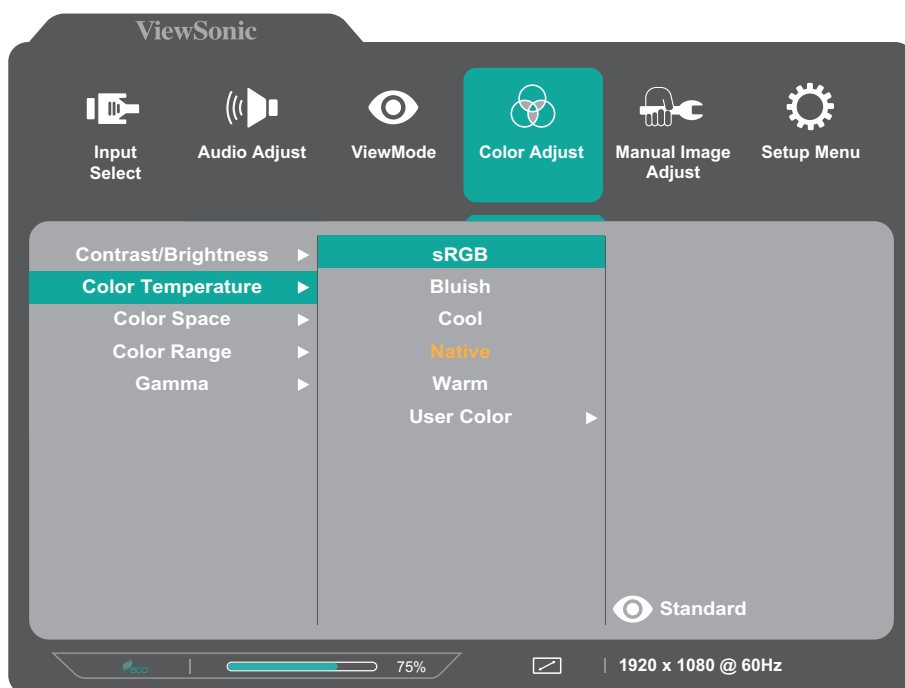 ViewSonic
Input
Select
Audio Adjust
ViewMode
Color Adjust
Manual Image
Adjust
Setup Menu
Contrast/Brightness
Color Temperature
Color Space
Color Range
Gamma
sRGB
Bluish
Cool
Native
Warm
User Color
Standard
eco
75%
1920 x 1080 @ 60Hz